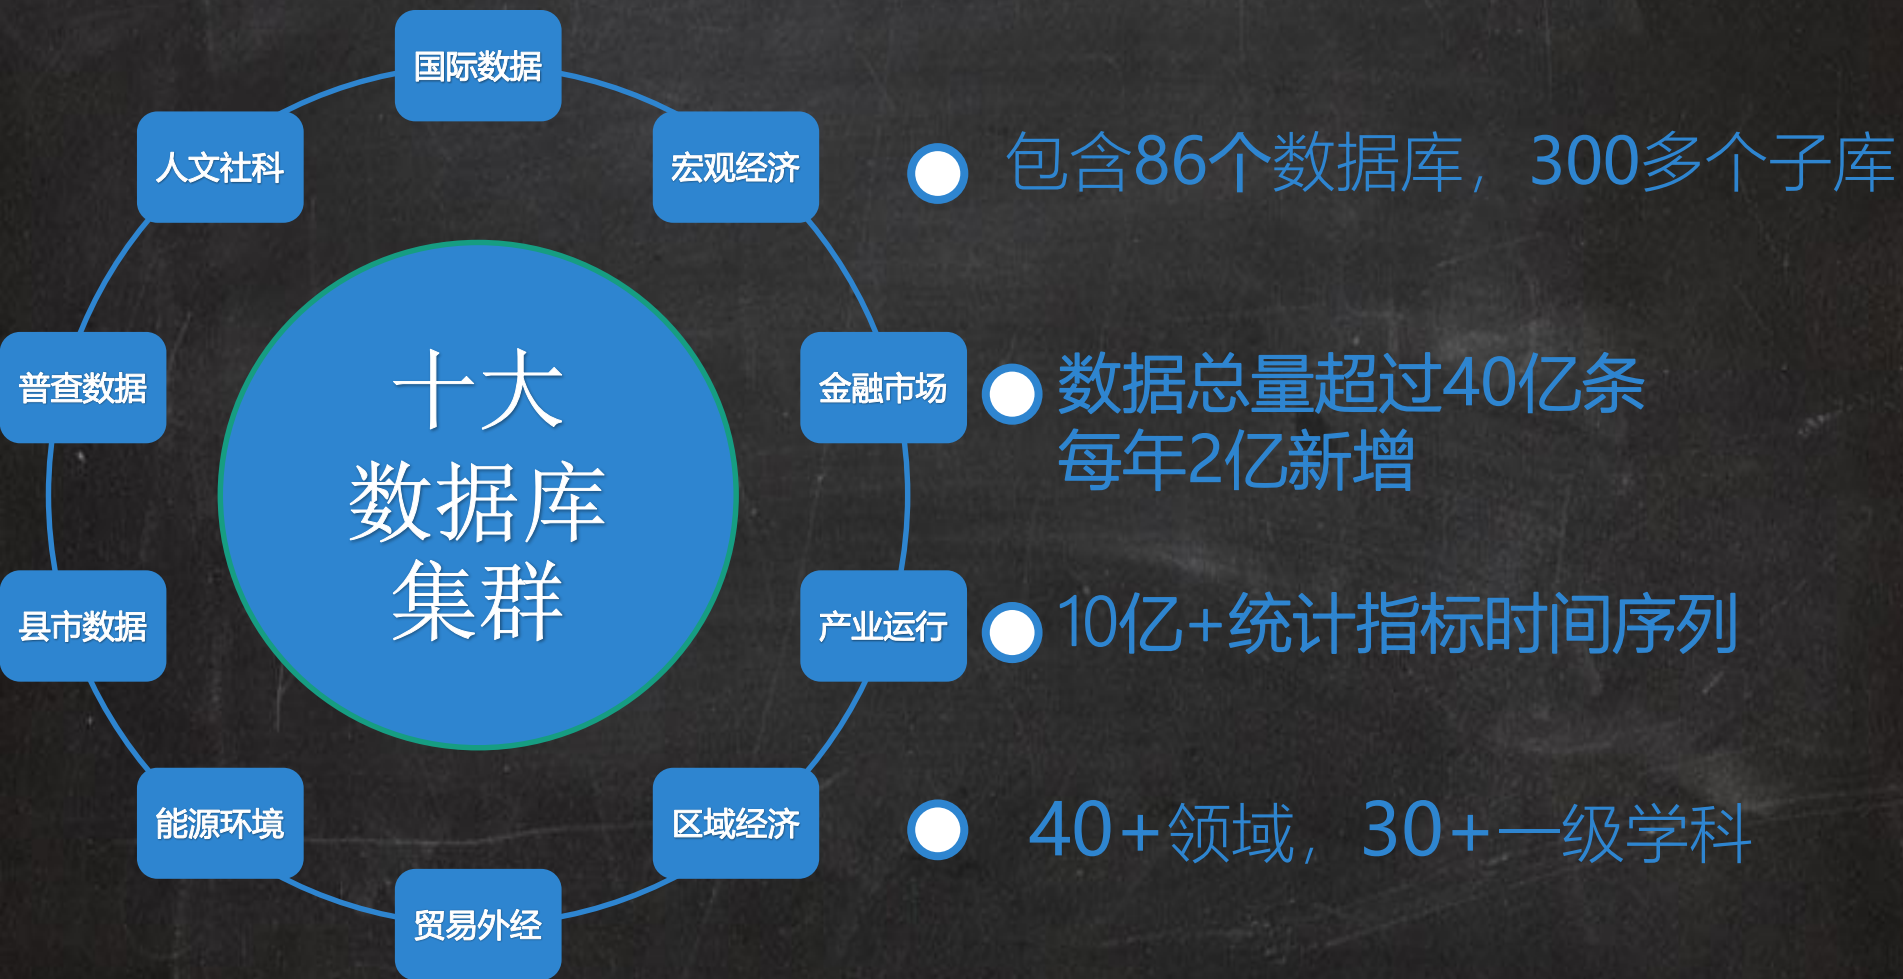 国际数据
宏观经济
金融市场
产业运行
区域经济
贸易外经
能源环境
县市数据
普查数据
人文社科
十大
数据库
集群
包含86个数据库，300多个子库
数据总量超过40亿条
每年2亿新增
10亿+统计指标时间序列
40+领域，30+一级学科